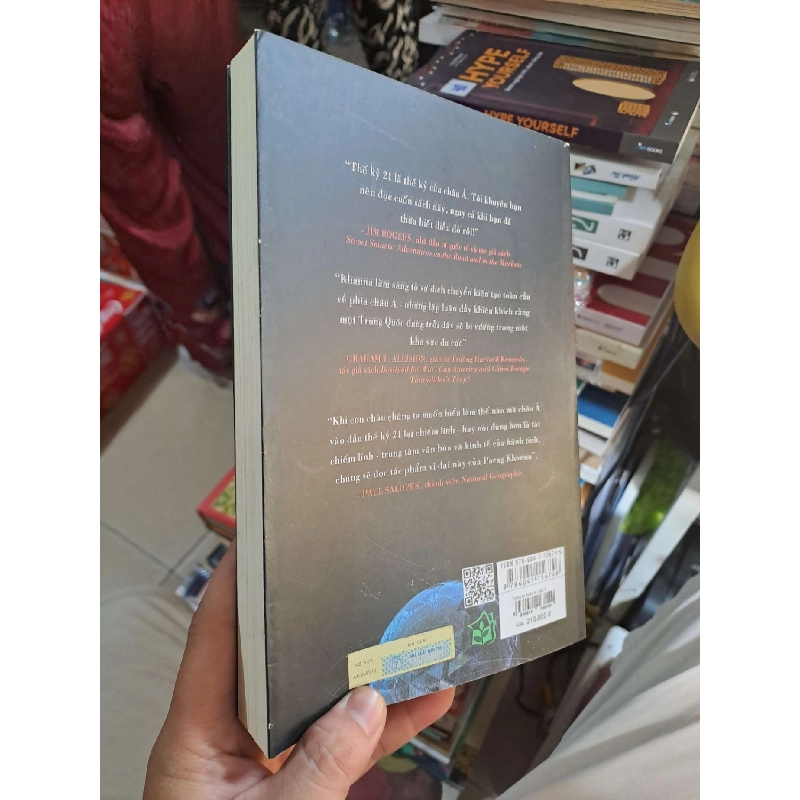 HYPE
YOURSELF
HYPE YOURSELF
BOOKS
"Thế kỷ 21 là thế kỷ của châu Á. Tôi khuyên bạn
nên đọc cuốn sách này, ngay cả khi bạn đã
thừa biết điều đó rồi!"
- JIM ROGERS, nhà đầu tư quốc tế và tác giả sách
Street Smarts: Adventures on the Road and in the Markets
"Khanna làm sáng tỏ sự dịch chuyển kiến tạo toàn cầu
về phía châu Á - những lập luận đầy khiêu khích rằng
một Trung Quốc đang trỗi dậy sẽ bị vướng trong một
khu vực đa cực"
GRAHAM T. ALLISION, giáo sư Trường Harvard Kennedy,
tác giả sách Destined for War: Can America and China Escape
Thucydides's Trap?
"Khi con cháu chúng ta muốn hiểu làm thế nào mà châu Á
vào đầu thế kỷ 21 lại chiếm lĩnh - hay nói đúng hơn là tái
chiếm lĩnh - trung tâm văn hóa và kinh tế của hành tinh,
chúng sẽ đọc tác phẩm vĩ đại này của Parag Khanna".
- PAUL SALOPEK, thành viên National Geographic